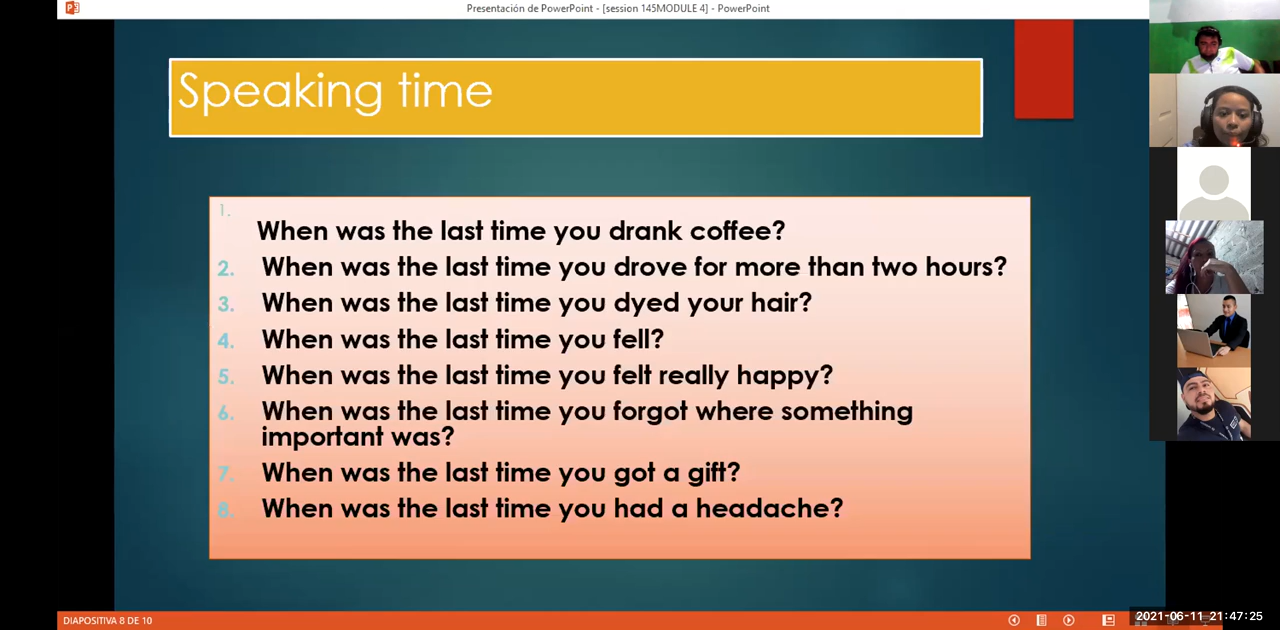 Presentación de PowerPoint - [session 145MODULE 4] - PowerPoint
Speaking time
1.
When was the last time you drank coffee?
2. When was the last time you drove for more than two hours?
3. When was the last time you dyed your hair?
4. When was the last time you fell?
5. When was the last time you felt really happy?
6. When was the last time you forgot where something
important was?
7. When was the last time you got a gift?
8. When was the last time you had a headache?
DIAPOSITIVA 8 DE 10
2021-06-11 21:47:25